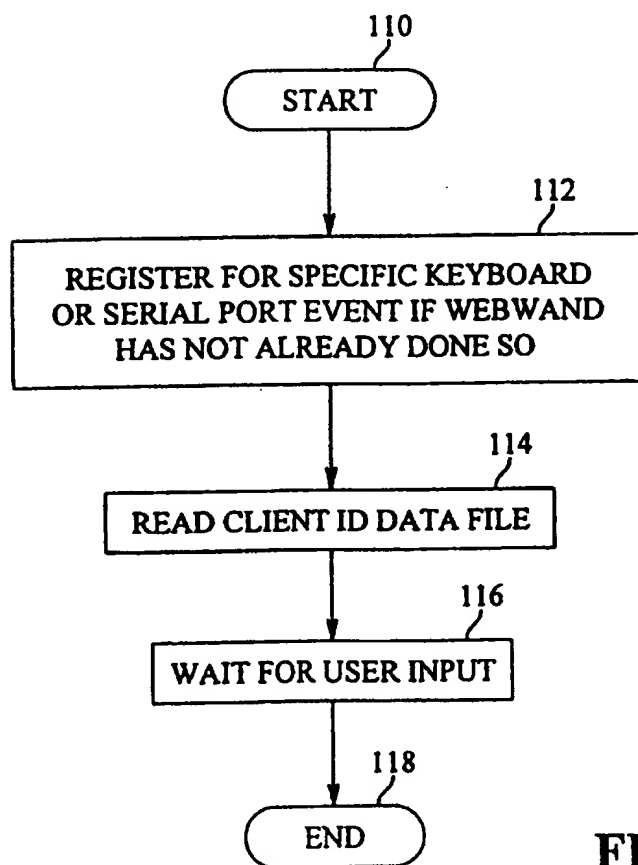 110
START
112
REGISTER FOR SPECIFIC KEYBOARD
OR SERIAL PORT EVENT IF WEBWAND
HAS NOT ALREADY DONE SO
114
READ CLIENT ID DATA FILE
116
WAIT FOR USER INPUT
118
END